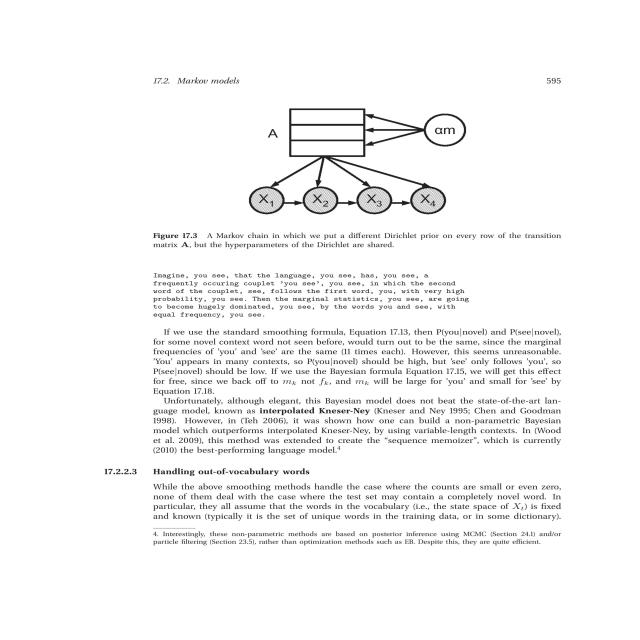 17.2. Markov models 595
A
αm
X1 X2 X3 X4
Figure 17.3 A Markov chain in which we put a different Dirichlet prior on every row of the transition
matrix A, but the hyperparameters of the Dirichlet are shared.
Imagine, you see, that the language, you see, has, you see, a
frequently occuring couplet 'you see', you see, in which the second
word of the couplet, see, follows the first word, you, with very high
probability, you see. Then the marginal statistics, you see, are going
to become hugely dominated, you see, by the words you and see, with
equal frequency, you see.
If we use the standard smoothing formula, Equation 17.13, then P(you|novel) and P(see|novel),
for some novel context word not seen before, would turn out to be the same, since the marginal
frequencies of 'you' and 'see' are the same (11 times each). However, this seems unreasonable.
'You' appears in many contexts, so P(you|novel) should be high, but 'see' only follows 'you', so
P(see|novel) should be low. If we use the Bayesian formula Equation 17.15, we will get this effect
for free, since we back off to mk not fk, and mk will be large for 'you' and small for 'see' by
Equation 17.18.
Unfortunately, although elegant, this Bayesian model does not beat the state-of-the-art lan-
guage model, known as interpolated Kneser-Ney (Kneser and Ney 1995; Chen and Goodman
1998). However, in (Teh 2006), it was shown how one can build a non-parametric Bayesian
model which outperforms interpolated Kneser-Ney, by using variable-length contexts. In (Wood
et al. 2009), this method was extended to create the “sequence memoizer”, which is currently
(2010) the best-performing language model.4
17.2.2.3 Handling out-of-vocabulary words
While the above smoothing methods handle the case where the counts are small or even zero,
none of them deal with the case where the test set may contain a completely novel word. In
particular, they all assume that the words in the vocabulary (i.e., the state space of Xt) is fixed
and known (typically it is the set of unique words in the training data, or in some dictionary).
4. Interestingly, these non-parametric methods are based on posterior inference using MCMC (Section 24.1) and/or
particle filtering (Section 23.5), rather than optimization methods such as EB. Despite this, they are quite efficient.